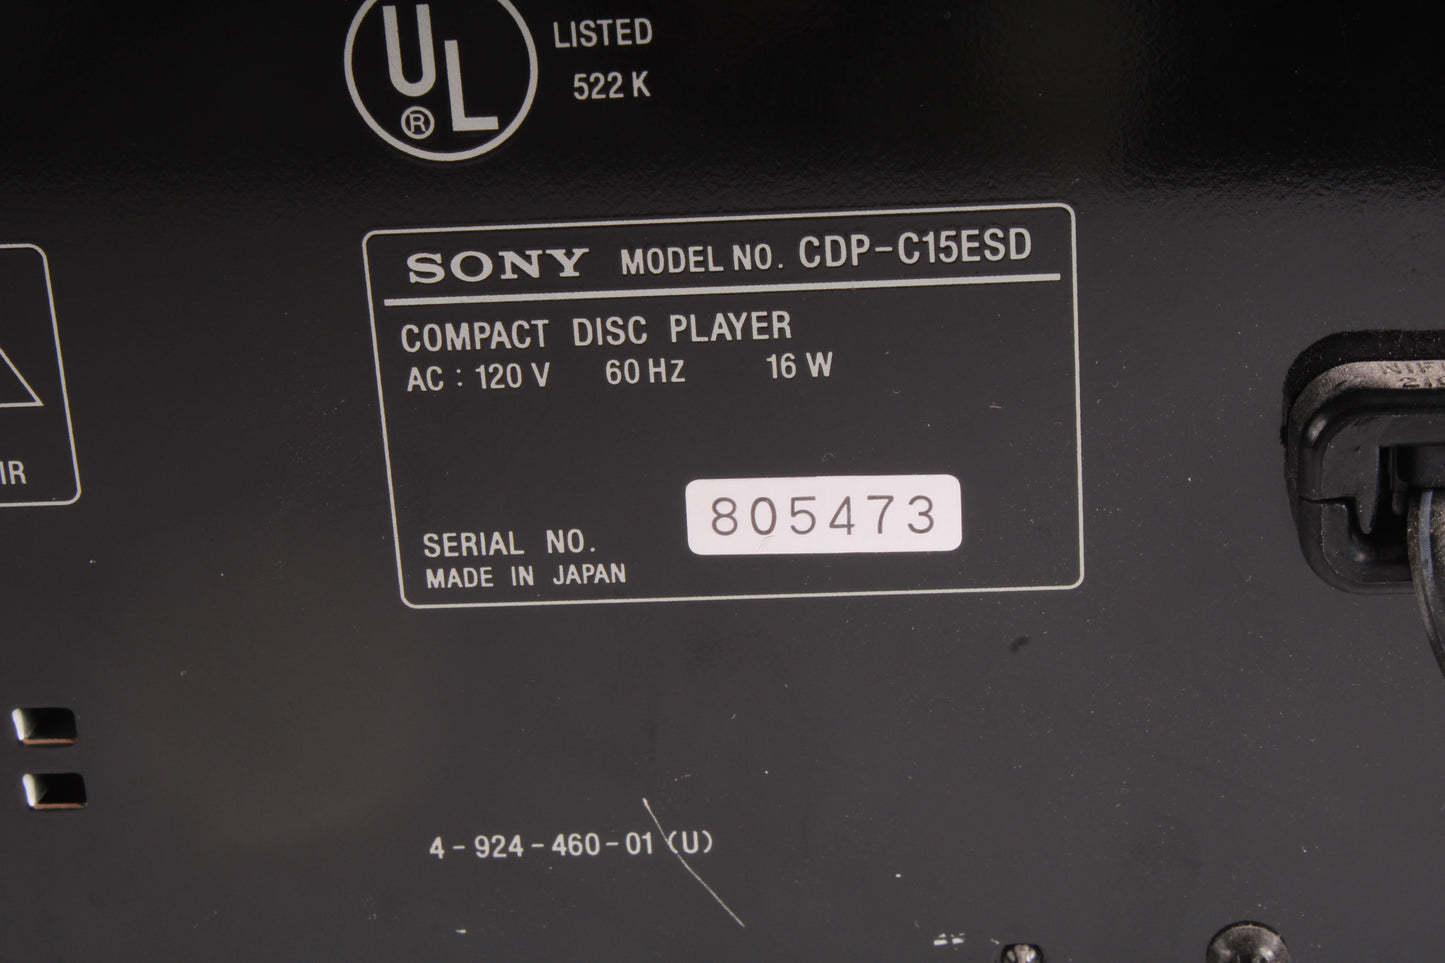 UL ®
LISTED
522 K
SONY MODEL NO. CDP-C15ESD
COMPACT DISC PLAYER
AC : 120 V 60 Hz 16 W
IR
805473
SERIAL NO.
MADE IN JAPAN
4-924-460-01 (U)